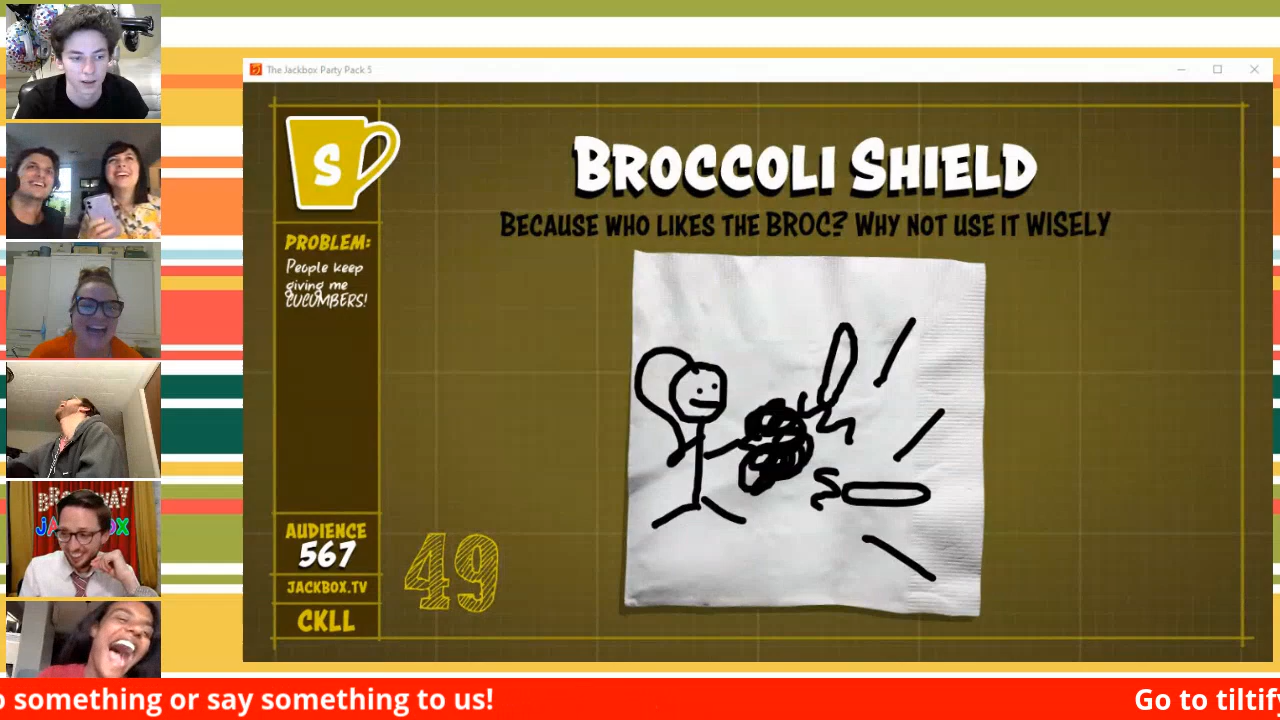 The Jackbox Party Pack 5
S
BROCCOLI SHIELD
BECAUSE WHO LIKES THE BROC? WHY NOT USE IT WISELY
PROBLEM:
People keep
giving me
CUCUMBERS!
AUDIENCE
567
JACKBOX.TV
CKLL
49
BROADWAY
JACKBOX
o something or say something to us!
Go to tiltify